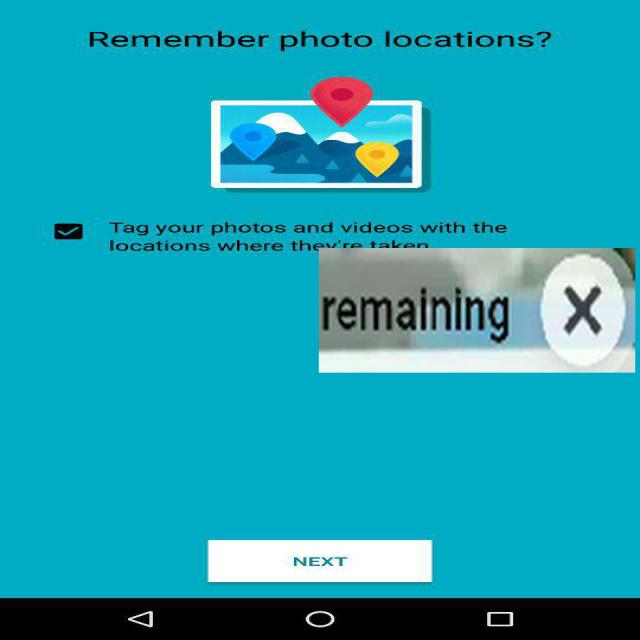 Remember photo locations?
Tag your photos and videos with the
locations where they're taken
remaining X
NEXT